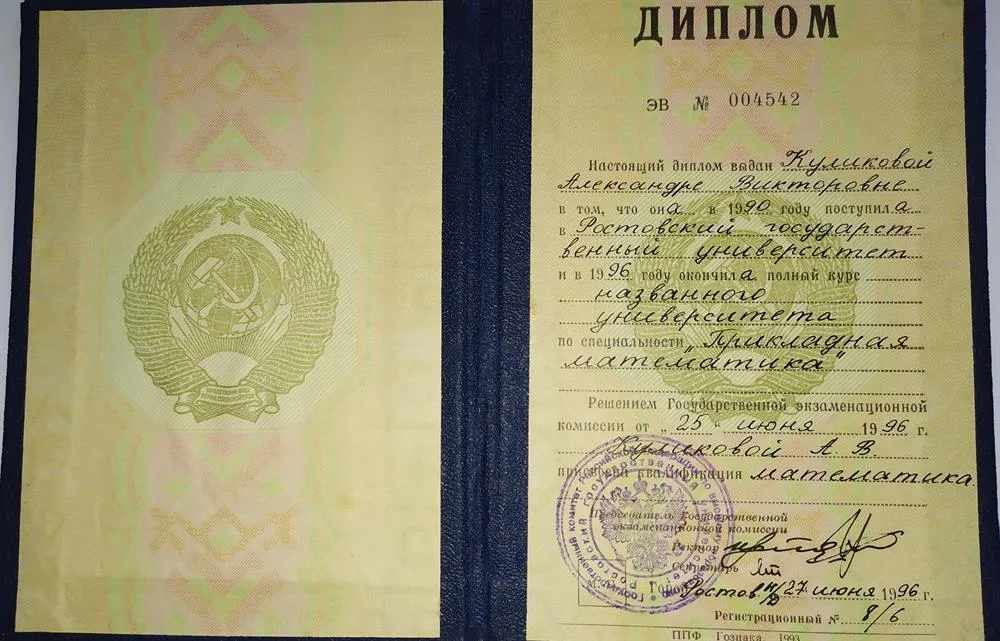 ДИПЛОМ
ЭВ № 004542
Настоящий диплом выдан Куликовой
Александре Викторовне
в том, что она в 1990 году поступила
в Ростовский государст-
венный университет
и в 1996 году окончила полный курс
названного
университета
по специальности "Прикладная
математика"
Решением Государственной экзаменационной
комиссии от „25" июня 1996 г.
Куликовой А. В.
присвоена квалификация математика
Председатель Государственной
экзаменационной комиссии
Ректор
Секретарь
Город Ростов н/Д 27 июня 1996 г.
Регистрационный № 8/6
ППФ Гознака 1993